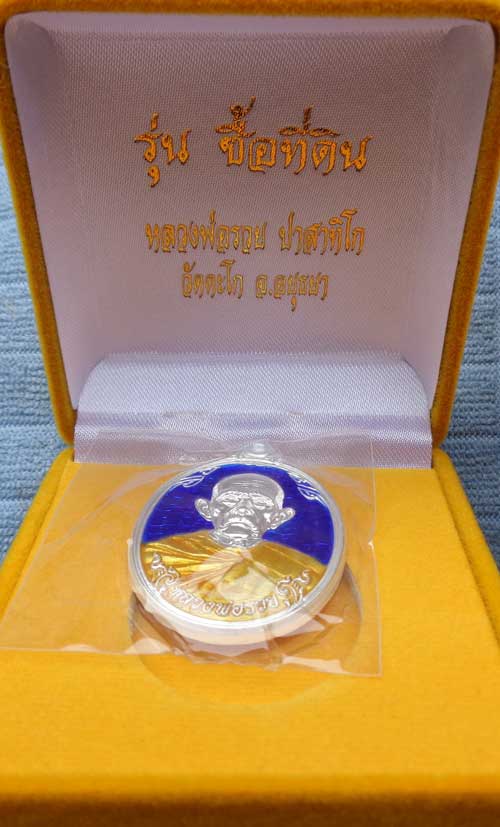 รุ่น ซื้อที่ดิน
หลวงพ่อรวย ปาสาทิโก
วัดตะโก อ.อยุธยา
หลวงพ่อรวย